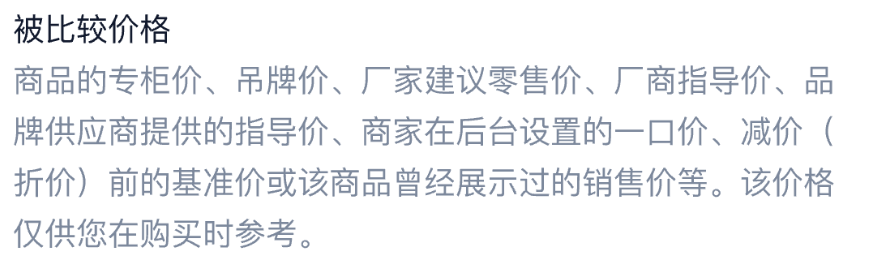 被比较价格
商品的专柜价、吊牌价、厂家建议零售价、厂商指导价、品
牌供应商提供的指导价、商家在后台设置的一口价、减价（
折价）前的基准价或该商品曾经展示过的销售价等。该价格
仅供您在购买时参考。